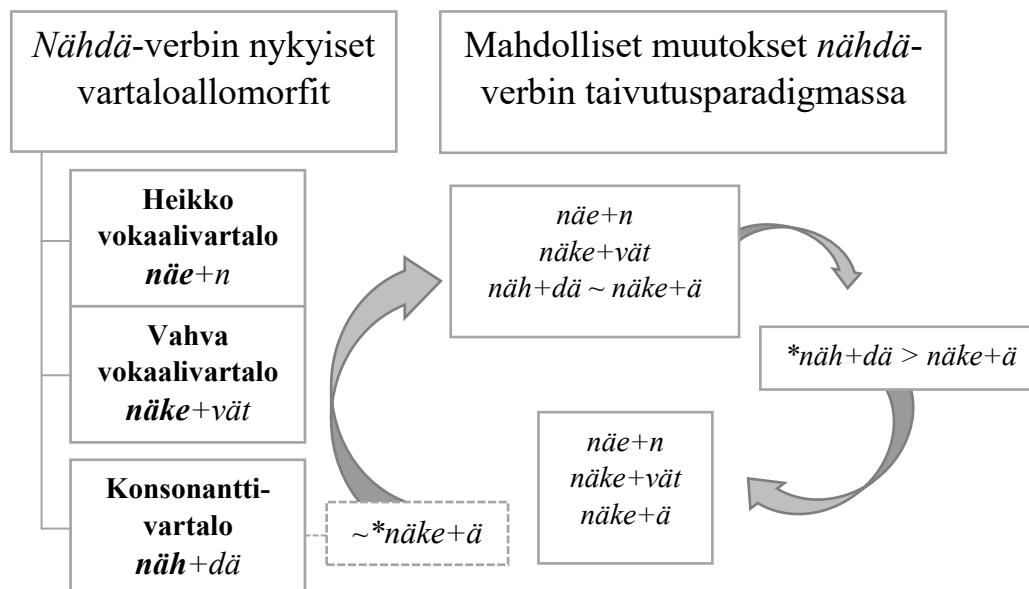 Nähdä-verbin nykyiset
vartaloallomorfit
Mahdolliset muutokset nähdä-
verbin taivutusparadigmassa
Heikko
vokaalivartalo
näe+n
Vahva
vokaalivartalo
näke+vät
Konsonantti-
vartalo
näh+dä
~*näke+ä
näe+n
näke+vät
näh+dä ~ näke+ä
*näh+dä > näke+ä
näe+n
näke+vät
näke+ä